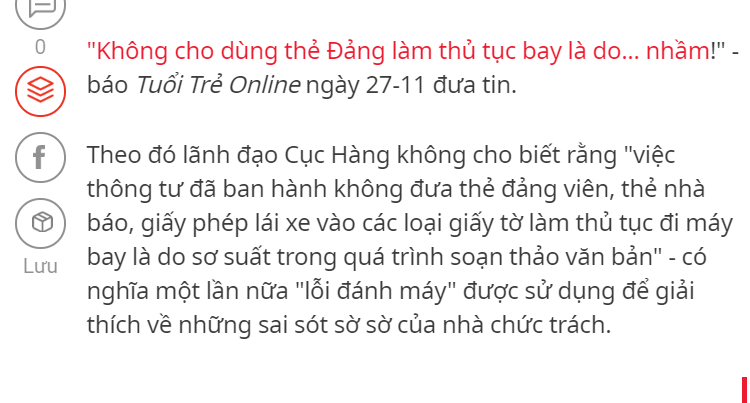 0
"Không cho dùng thẻ Đảng làm thủ tục bay là do... nhầm!" -
báo Tuổi Trẻ Online ngày 27-11 đưa tin.
Theo đó lãnh đạo Cục Hàng không cho biết rằng "việc
thông tư đã ban hành không đưa thẻ đảng viên, thẻ nhà
báo, giấy phép lái xe vào các loại giấy tờ làm thủ tục đi máy
bay là do sơ suất trong quá trình soạn thảo văn bản" - có
Lưu
nghĩa một lần nữa "lỗi đánh máy" được sử dụng để giải
thích về những sai sót sờ sờ của nhà chức trách.